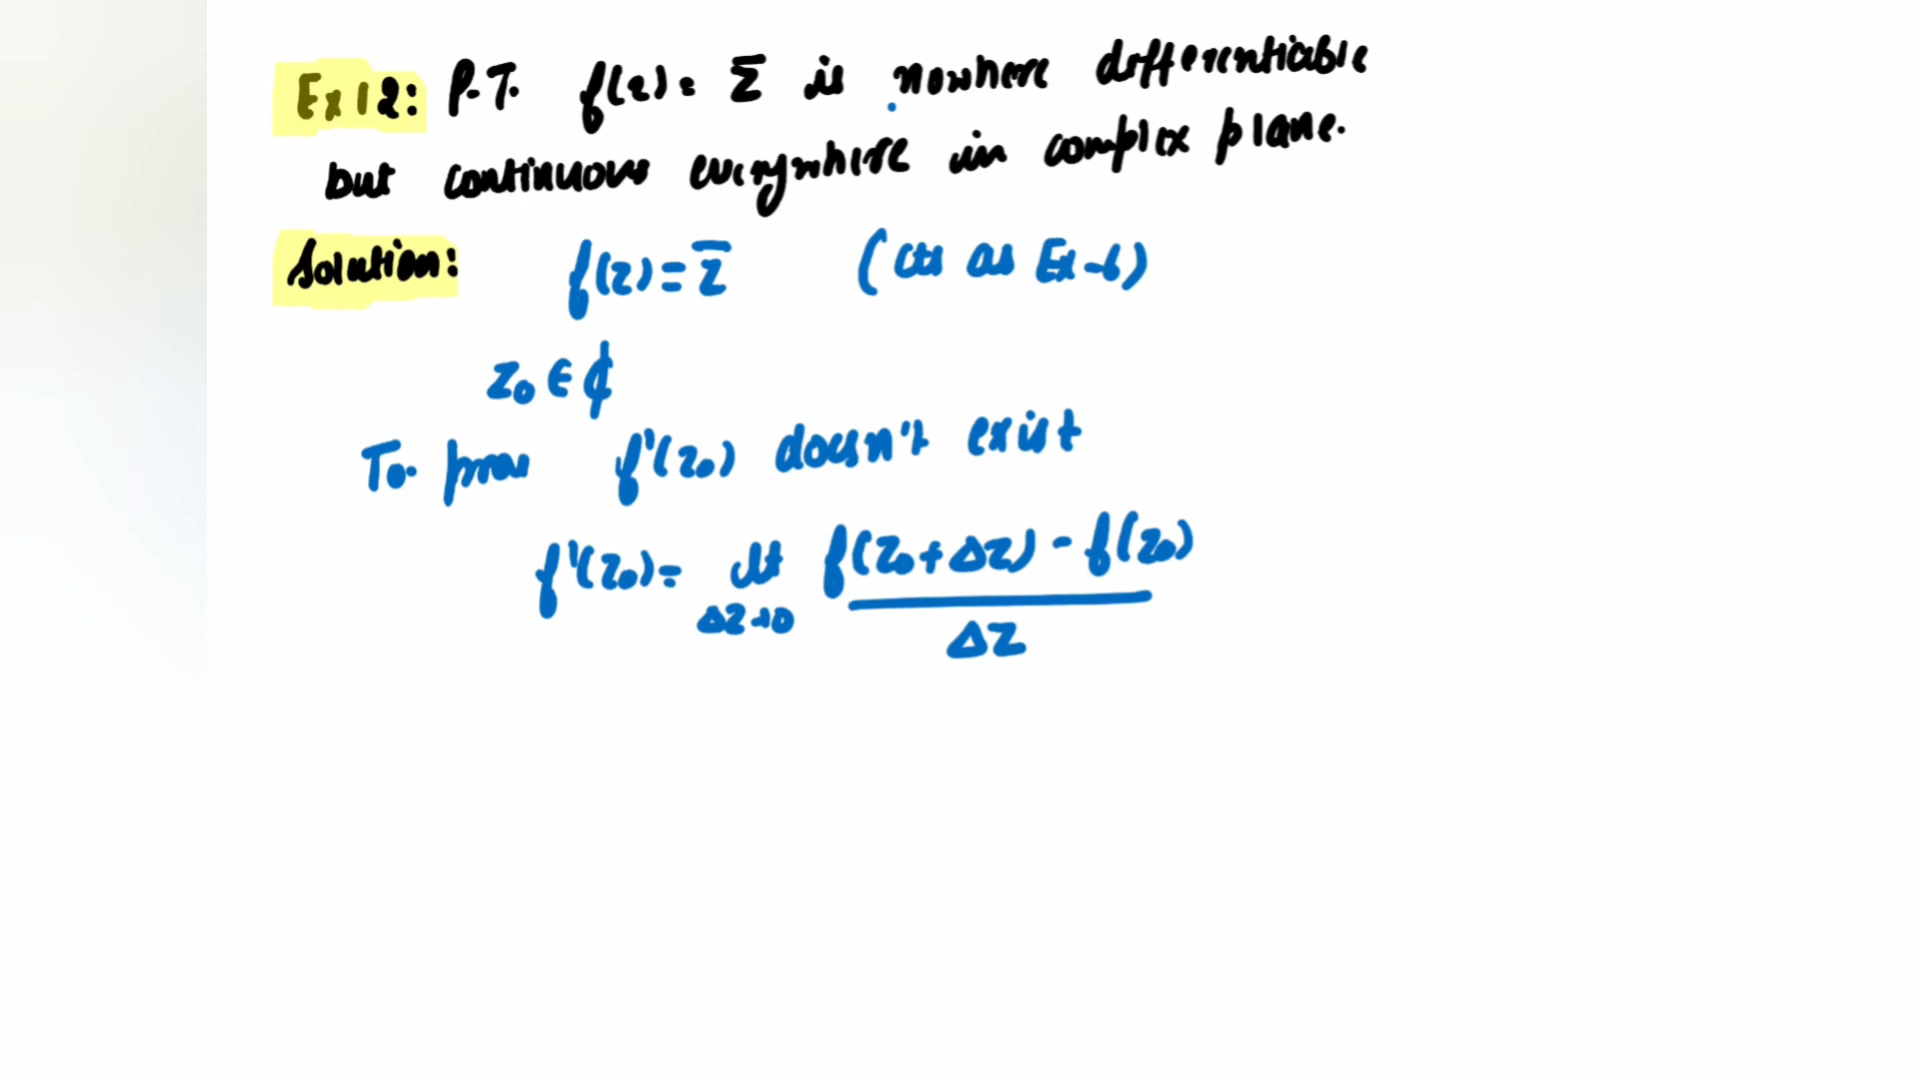 Ex 12: P.T. f(z) = z̅ is nowhere differentiable
but continuous everywhere in complex plane.
Solution: f(z) = z̅ (cts as Ex-6)
z₀ ∈ ₵
To prove f'(z₀) doesn't exist
f'(z₀) = lt f(z₀+Δz) - f(z₀)
Δz→0 Δz